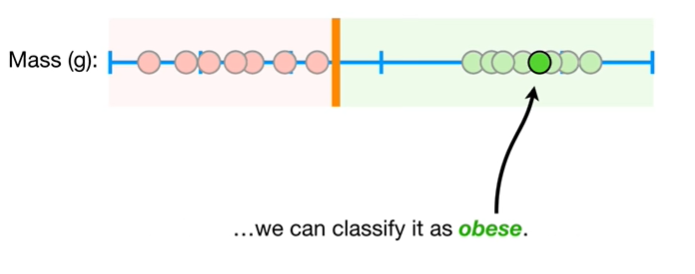 Mass (g):
...we can classify it as obese.